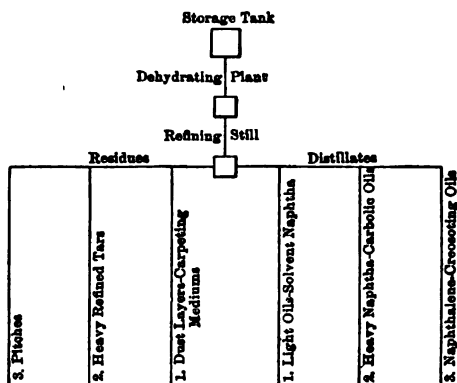 Storage Tank
Dehydrating Plant
Refining Still
Residues
Distillates
3. Pitches
2. Heavy Refined Tars
1. Dust Layers-Carpeting
Mediums
1. Light Oils-Solvent Naphtha
2. Heavy Naphtha-Carbolic Oils
3. Naphthalene-Creosoting Oils